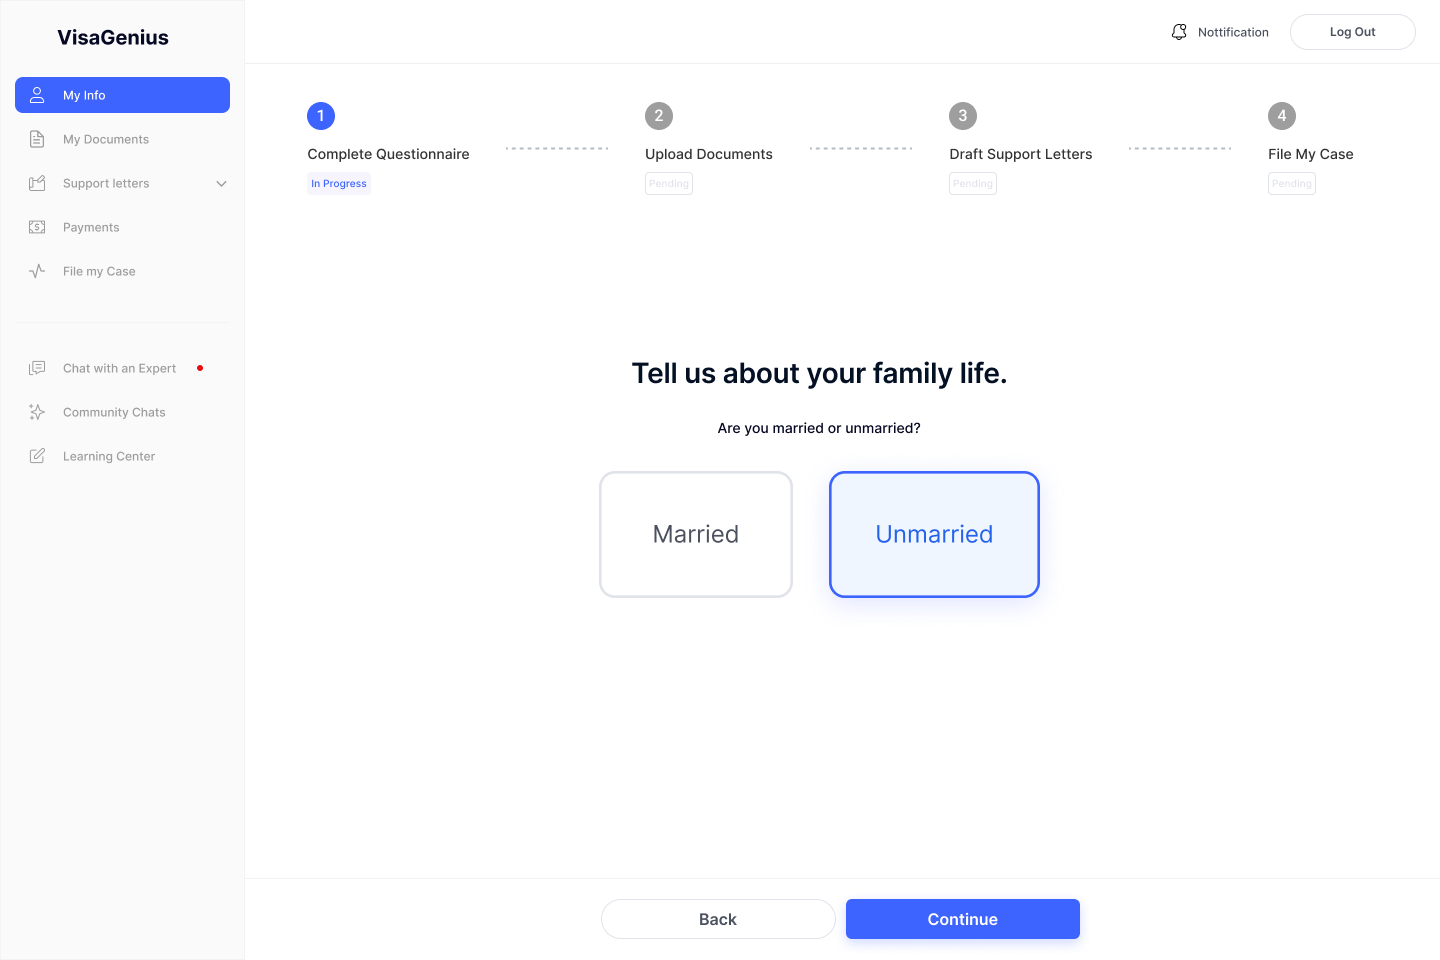 VisaGenius
Nottification
Log Out
My Info
My Documents
Support letters
Payments
File my Case
Chat with an Expert
Community Chats
Learning Center
1
Complete Questionnaire
In Progress
2
Upload Documents
Pending
3
Draft Support Letters
Pending
4
File My Case
Pending
Tell us about your family life.
Are you married or unmarried?
Married
Unmarried
Back
Continue